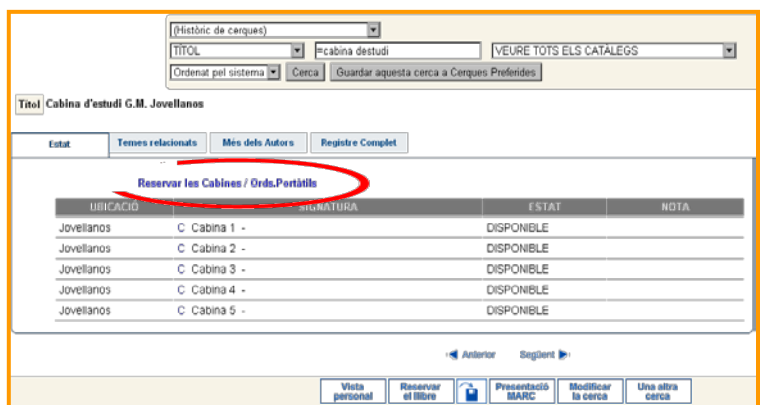 (Històric de cerques)
TÍTOL =cabina destudi VEURE TOTS ELS CATÀLEGS
Ordenat pel sistema Cerca Guardar aquesta cerca a Cerques Preferides
Títol Cabina d'estudi G.M. Jovellanos
Estat Temes relacionats Més dels Autors Registre Complet
Reservar les Cabines / Ords.Portàtils
UBICACIÓ SIGNATURA ESTAT NOTA
Jovellanos C Cabina 1 - DISPONIBLE
Jovellanos C Cabina 2 - DISPONIBLE
Jovellanos C Cabina 3 - DISPONIBLE
Jovellanos C Cabina 4 - DISPONIBLE
Jovellanos C Cabina 5 - DISPONIBLE
Anterior Següent
Vista personal Reservar el llibre Presentació MARC Modificar la cerca Una altra cerca